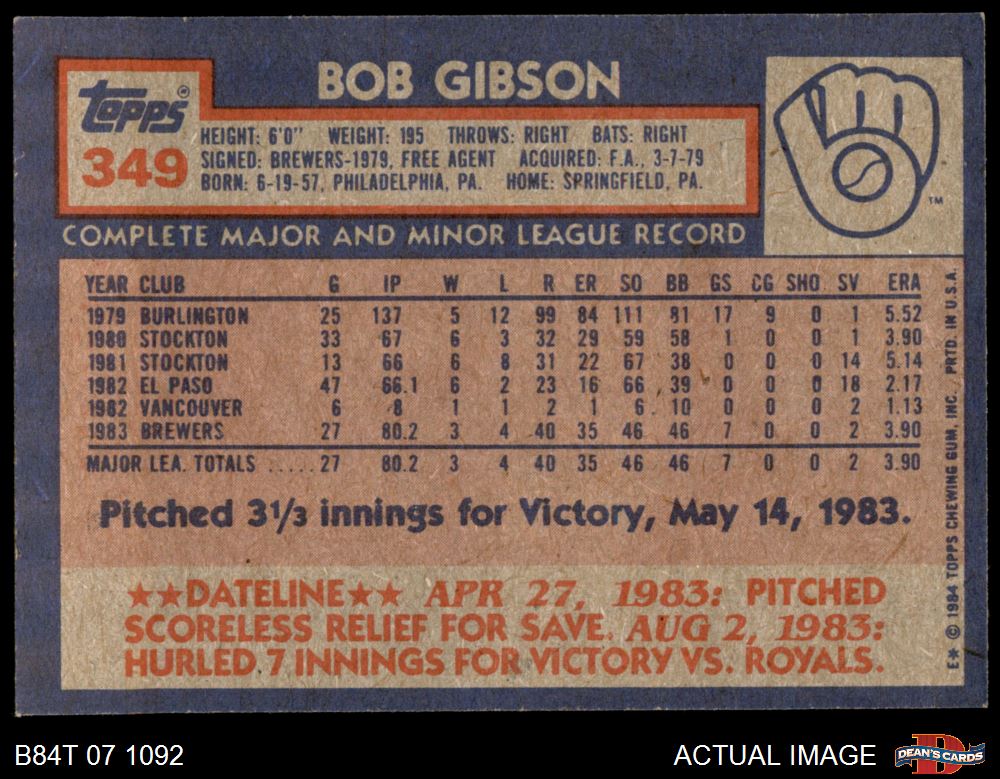 BOB GIBSON
Topps®
349
HEIGHT: 6'0" WEIGHT: 195 THROWS: RIGHT BATS: RIGHT
SIGNED: BREWERS-1979, FREE AGENT ACQUIRED: F.A., 3-7-79
BORN: 6-19-57, PHILADELPHIA, PA. HOME: SPRINGFIELD, PA.
TM
COMPLETE MAJOR AND MINOR LEAGUE RECORD
YEAR CLUB G IP W L R ER SO BB GS CG SHO SV ERA
1979 BURLINGTON 25 137 5 12 99 84 111 81 17 9 0 1 5.52
1980 STOCKTON 33 67 6 3 32 29 59 58 1 0 0 1 3.90
1981 STOCKTON 13 66 6 8 31 22 67 38 0 0 0 14 5.14
1982 EL PASO 47 66.1 6 2 23 16 66 39 0 0 0 18 2.17
1982 VANCOUVER 6 8 1 1 2 1 6 10 0 0 0 2 1.13
1983 BREWERS 27 80.2 3 4 40 35 46 46 7 0 0 2 3.90
MAJOR LEA. TOTALS ..... 27 80.2 3 4 40 35 46 46 7 0 0 2 3.90
Pitched 3⅓ innings for Victory, May 14, 1983.
★★DATELINE★★ APR 27, 1983: PITCHED
SCORELESS RELIEF FOR SAVE. AUG 2, 1983:
HURLED 7 INNINGS FOR VICTORY VS. ROYALS.
E* © 1984 TOPPS CHEWING GUM, INC. PRTD. IN U.S.A.
B84T 07 1092
ACTUAL IMAGE
DEAN'S CARDS